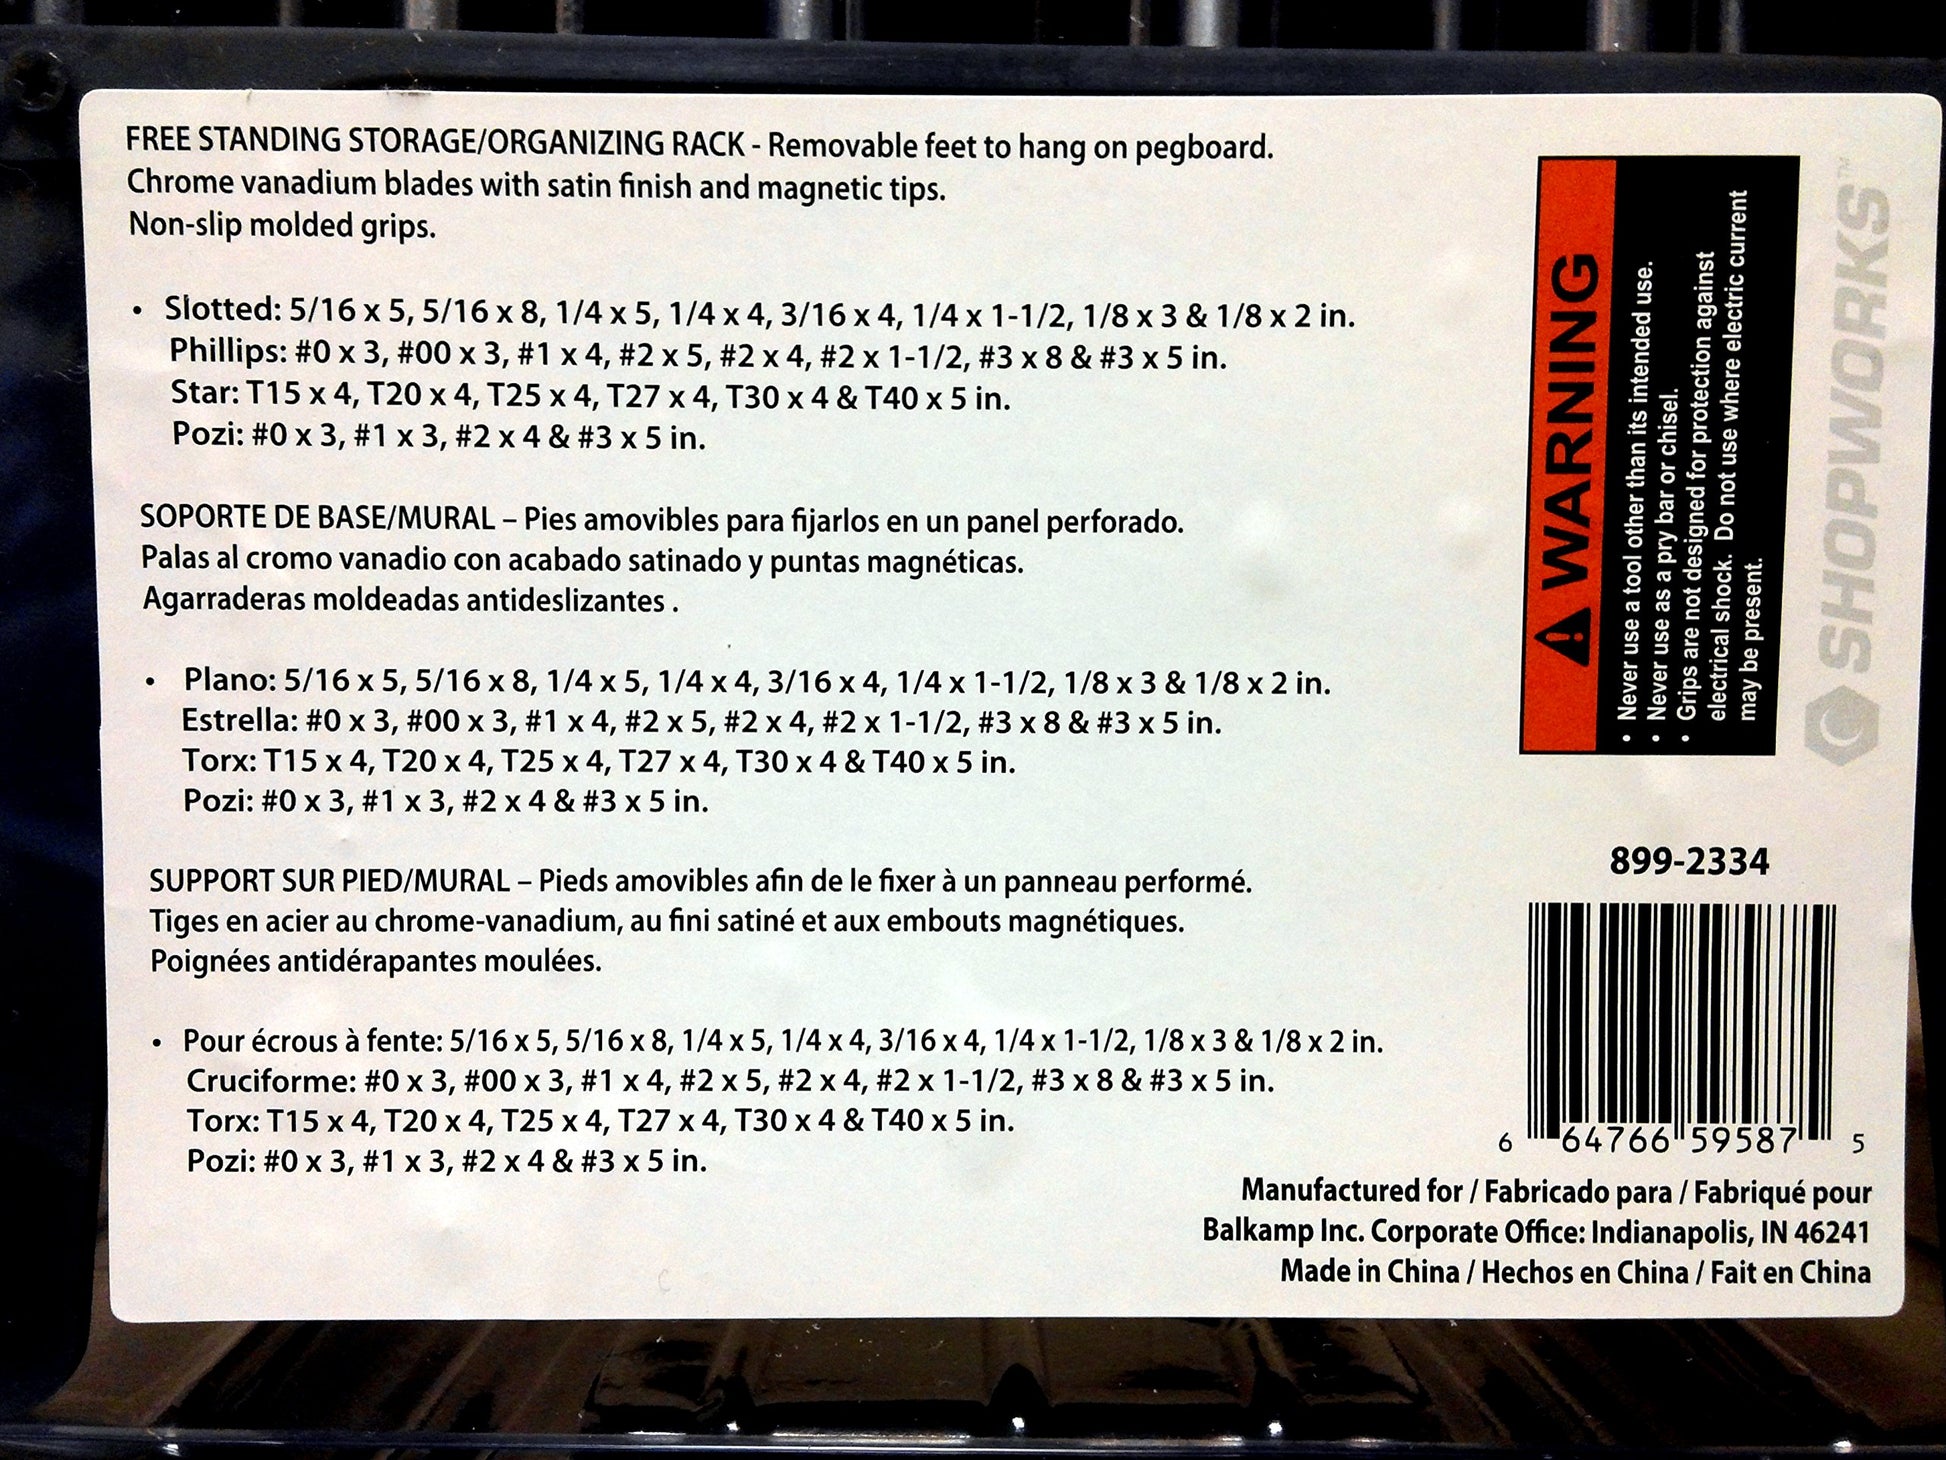 FREE STANDING STORAGE/ORGANIZING RACK - Removable feet to hang on pegboard.
Chrome vanadium blades with satin finish and magnetic tips.
Non-slip molded grips.
• Slotted: 5/16 x 5, 5/16 x 8, 1/4 x 5, 1/4 x 4, 3/16 x 4, 1/4 x 1-1/2, 1/8 x 3 & 1/8 x 2 in.
Phillips: #0 x 3, #00 x 3, #1 x 4, #2 x 5, #2 x 4, #2 x 1-1/2, #3 x 8 & #3 x 5 in.
Star: T15 x 4, T20 x 4, T25 x 4, T27 x 4, T30 x 4 & T40 x 5 in.
Pozi: #0 x 3, #1 x 3, #2 x 4 & #3 x 5 in.
SOPORTE DE BASE/MURAL – Pies amovibles para fijarlos en un panel perforado.
Palas al cromo vanadio con acabado satinado y puntas magnéticas.
Agarraderas moldeadas antideslizantes .
• Plano: 5/16 x 5, 5/16 x 8, 1/4 x 5, 1/4 x 4, 3/16 x 4, 1/4 x 1-1/2, 1/8 x 3 & 1/8 x 2 in.
Estrella: #0 x 3, #00 x 3, #1 x 4, #2 x 5, #2 x 4, #2 x 1-1/2, #3 x 8 & #3 x 5 in.
Torx: T15 x 4, T20 x 4, T25 x 4, T27 x 4, T30 x 4 & T40 x 5 in.
Pozi: #0 x 3, #1 x 3, #2 x 4 & #3 x 5 in.
SUPPORT SUR PIED/MURAL – Pieds amovibles afin de le fixer à un panneau performé.
Tiges en acier au chrome-vanadium, au fini satiné et aux embouts magnétiques.
Poignées antidérapantes moulées.
• Pour écrous à fente: 5/16 x 5, 5/16 x 8, 1/4 x 5, 1/4 x 4, 3/16 x 4, 1/4 x 1-1/2, 1/8 x 3 & 1/8 x 2 in.
Cruciforme: #0 x 3, #00 x 3, #1 x 4, #2 x 5, #2 x 4, #2 x 1-1/2, #3 x 8 & #3 x 5 in.
Torx: T15 x 4, T20 x 4, T25 x 4, T27 x 4, T30 x 4 & T40 x 5 in.
Pozi: #0 x 3, #1 x 3, #2 x 4 & #3 x 5 in.
WARNING
• Never use a tool other than its intended use.
• Never use as a pry bar or chisel.
• Grips are not designed for protection against
electrical shock. Do not use where electric current
may be present.
SHOPWORKS™
899-2334
6 64766 59587 5
Manufactured for / Fabricado para / Fabriqué pour
Balkamp Inc. Corporate Office: Indianapolis, IN 46241
Made in China / Hechos en China / Fait en China